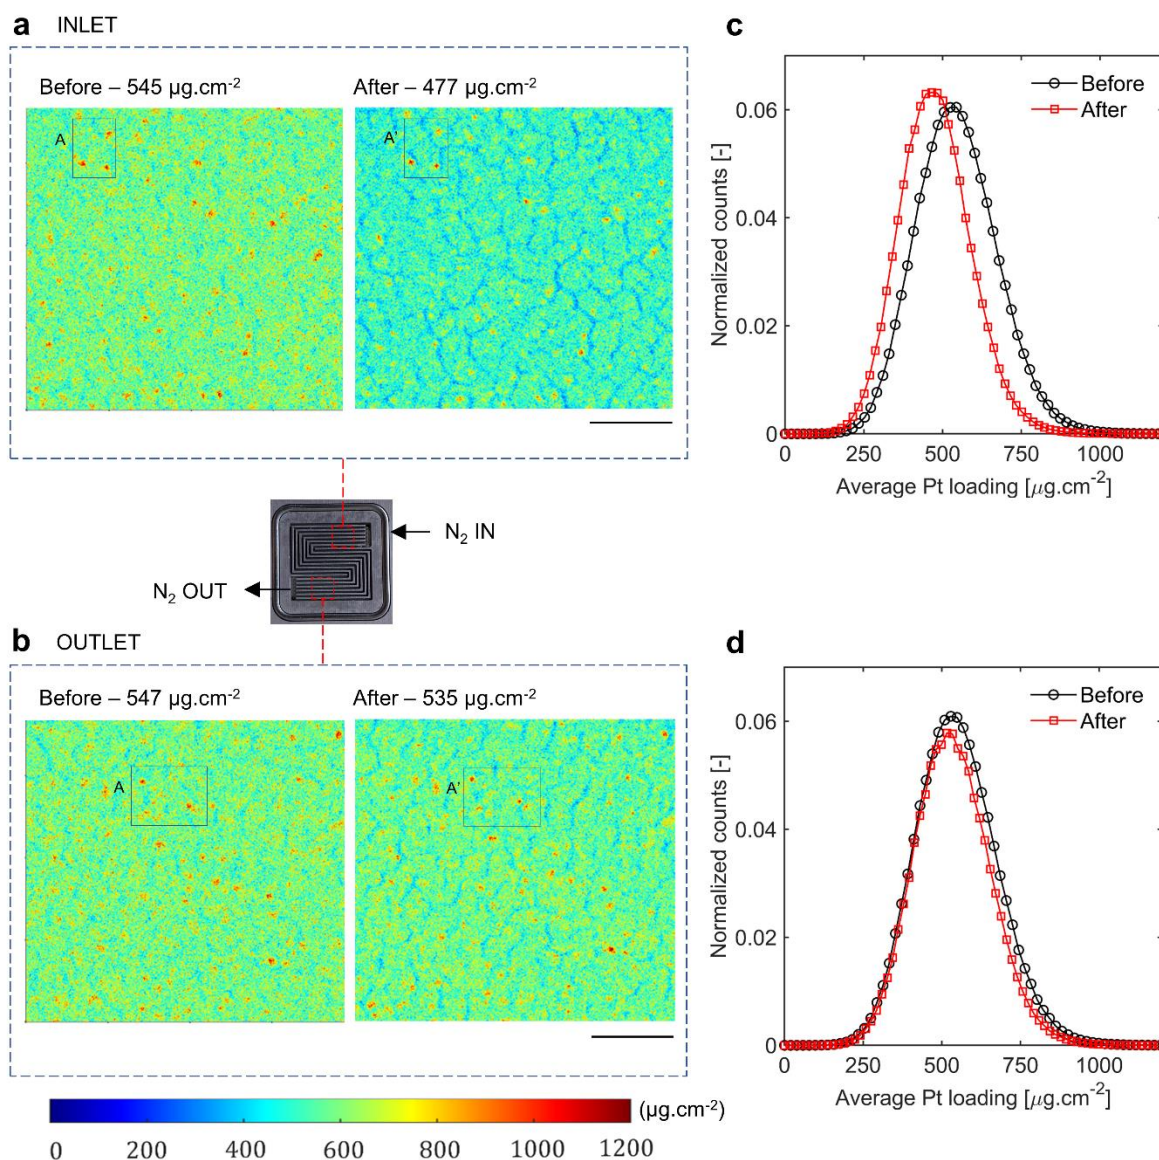 a INLET
Before – 545 µg.cm-2
After – 477 µg.cm-2
A
A'
N2 IN
N2 OUT
b OUTLET
Before – 547 µg.cm-2
After – 535 µg.cm-2
A
A'
(µg.cm-2)
0 200 400 600 800 1000 1200
c
Before
After
0.06
0.04
0.02
0
Normalized counts [-]
0 250 500 750 1000
Average Pt loading [µg.cm-2]
d
Before
After
0.06
0.04
0.02
0
Normalized counts [-]
0 250 500 750 1000
Average Pt loading [µg.cm-2]